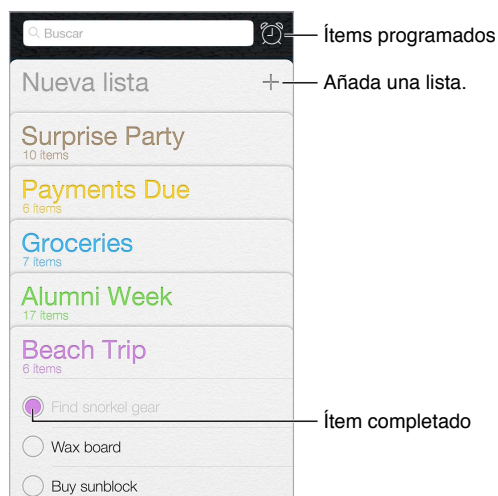 Buscar
Ítems programados
Nueva lista
Añada una lista.
Surprise Party
10 ítems
Payments Due
6 ítems
Groceries
7 ítems
Alumni Week
17 ítems
Beach Trip
6 ítems
Find snorkel gear
Ítem completado
Wax board
Buy sunblock